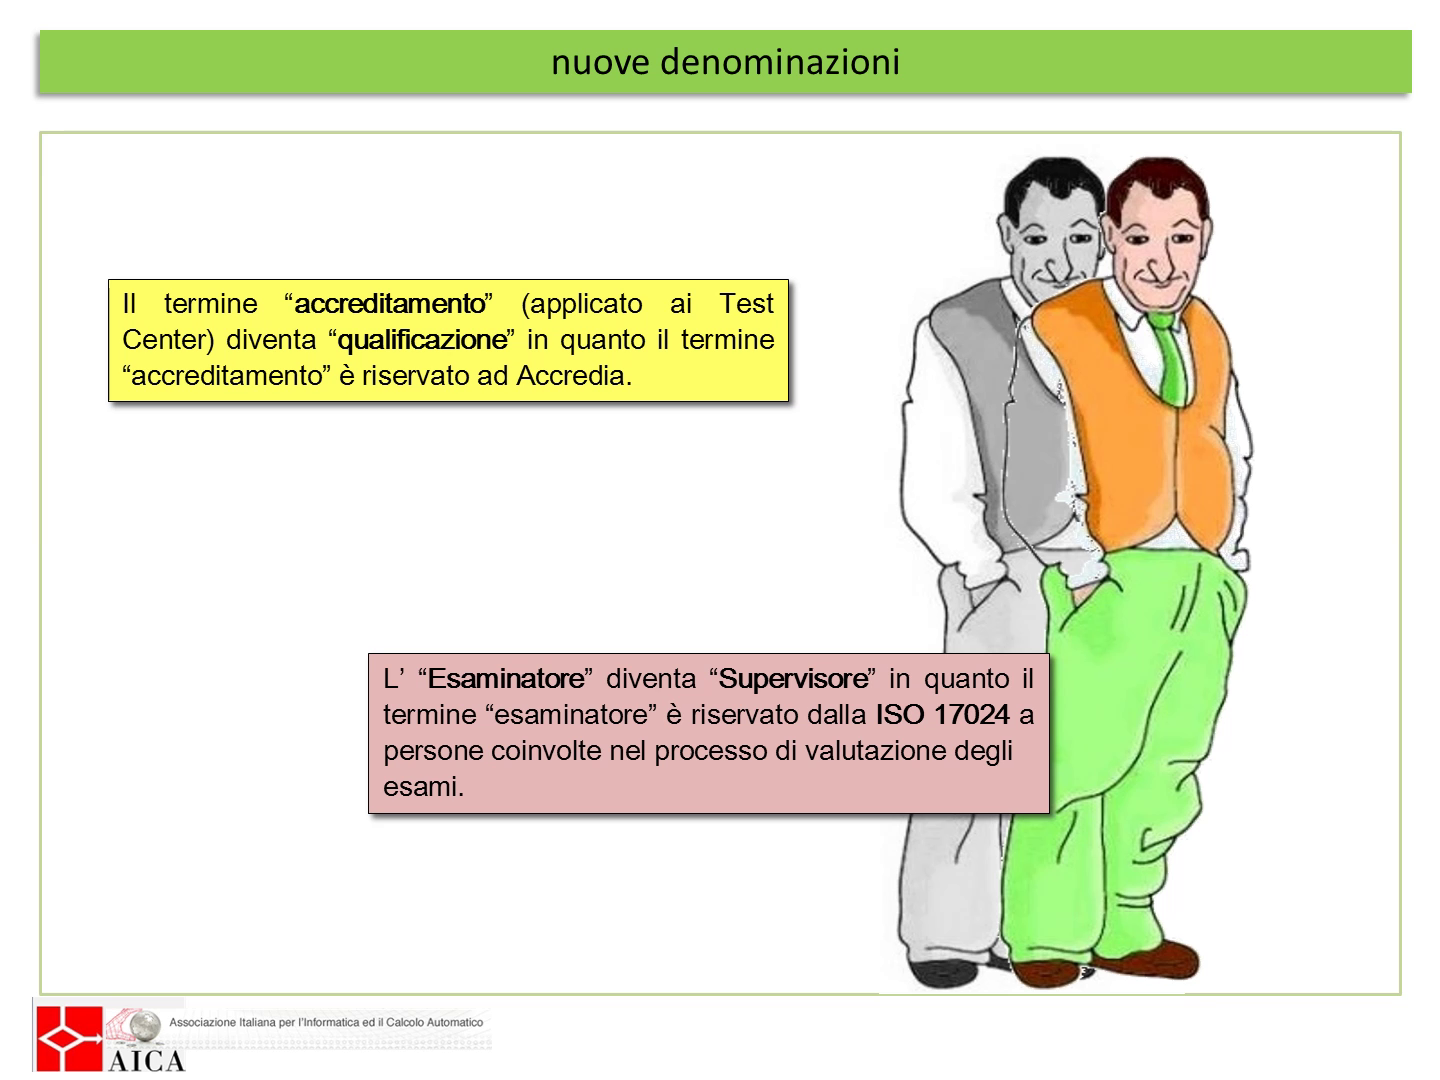 nuove denominazioni
Il termine “accreditamento” (applicato ai Test
Center) diventa “qualificazione” in quanto il termine
“accreditamento” è riservato ad Accredia.
L’ “Esaminatore” diventa “Supervisore” in quanto il
termine “esaminatore” è riservato dalla ISO 17024 a
persone coinvolte nel processo di valutazione degli
esami.
Associazione Italiana per l'Informatica ed il Calcolo Automatico
AICA